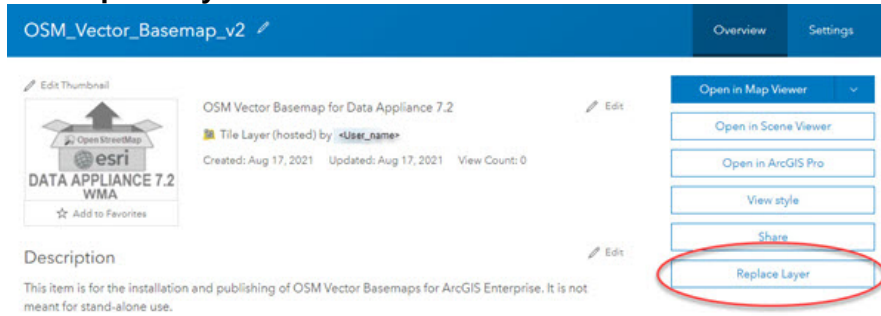 OSM_Vector_Basemap_v2
Overview
Settings
Edit Thumbnail
OpenStreetMap
esri
DATA APPLIANCE 7.2
WMA
Add to Favorites
OSM Vector Basemap for Data Appliance 7.2
Edit
Tile Layer (hosted) by <User_name>
Created: Aug 17, 2021 Updated: Aug 17, 2021 View Count: 0
Open in Map Viewer
Open in Scene Viewer
Open in ArcGIS Pro
View style
Share
Replace Layer
Description
Edit
This item is for the installation and publishing of OSM Vector Basemaps for ArcGIS Enterprise. It is not
meant for stand-alone use.